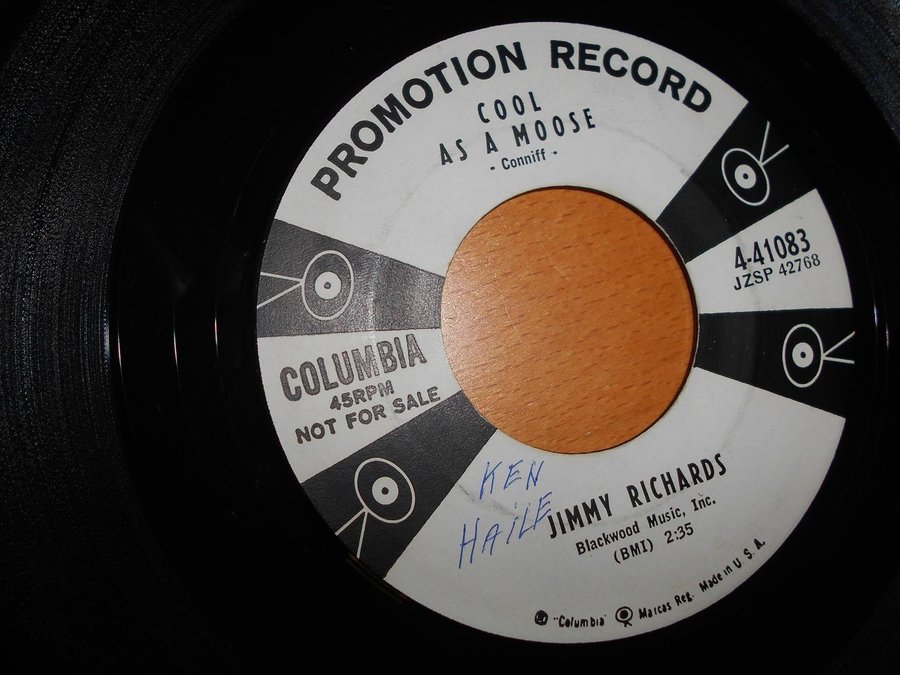 PROMOTION RECORD
COOL
AS A MOOSE
- Conniff -
4-41083
JZSP 42768
COLUMBIA
45RPM
NOT FOR SALE
KEN
HAILE
JIMMY RICHARDS
Blackwood Music, Inc.
(BMI) 2:35
"Columbia" Marcas Reg. Made in U. S. A.